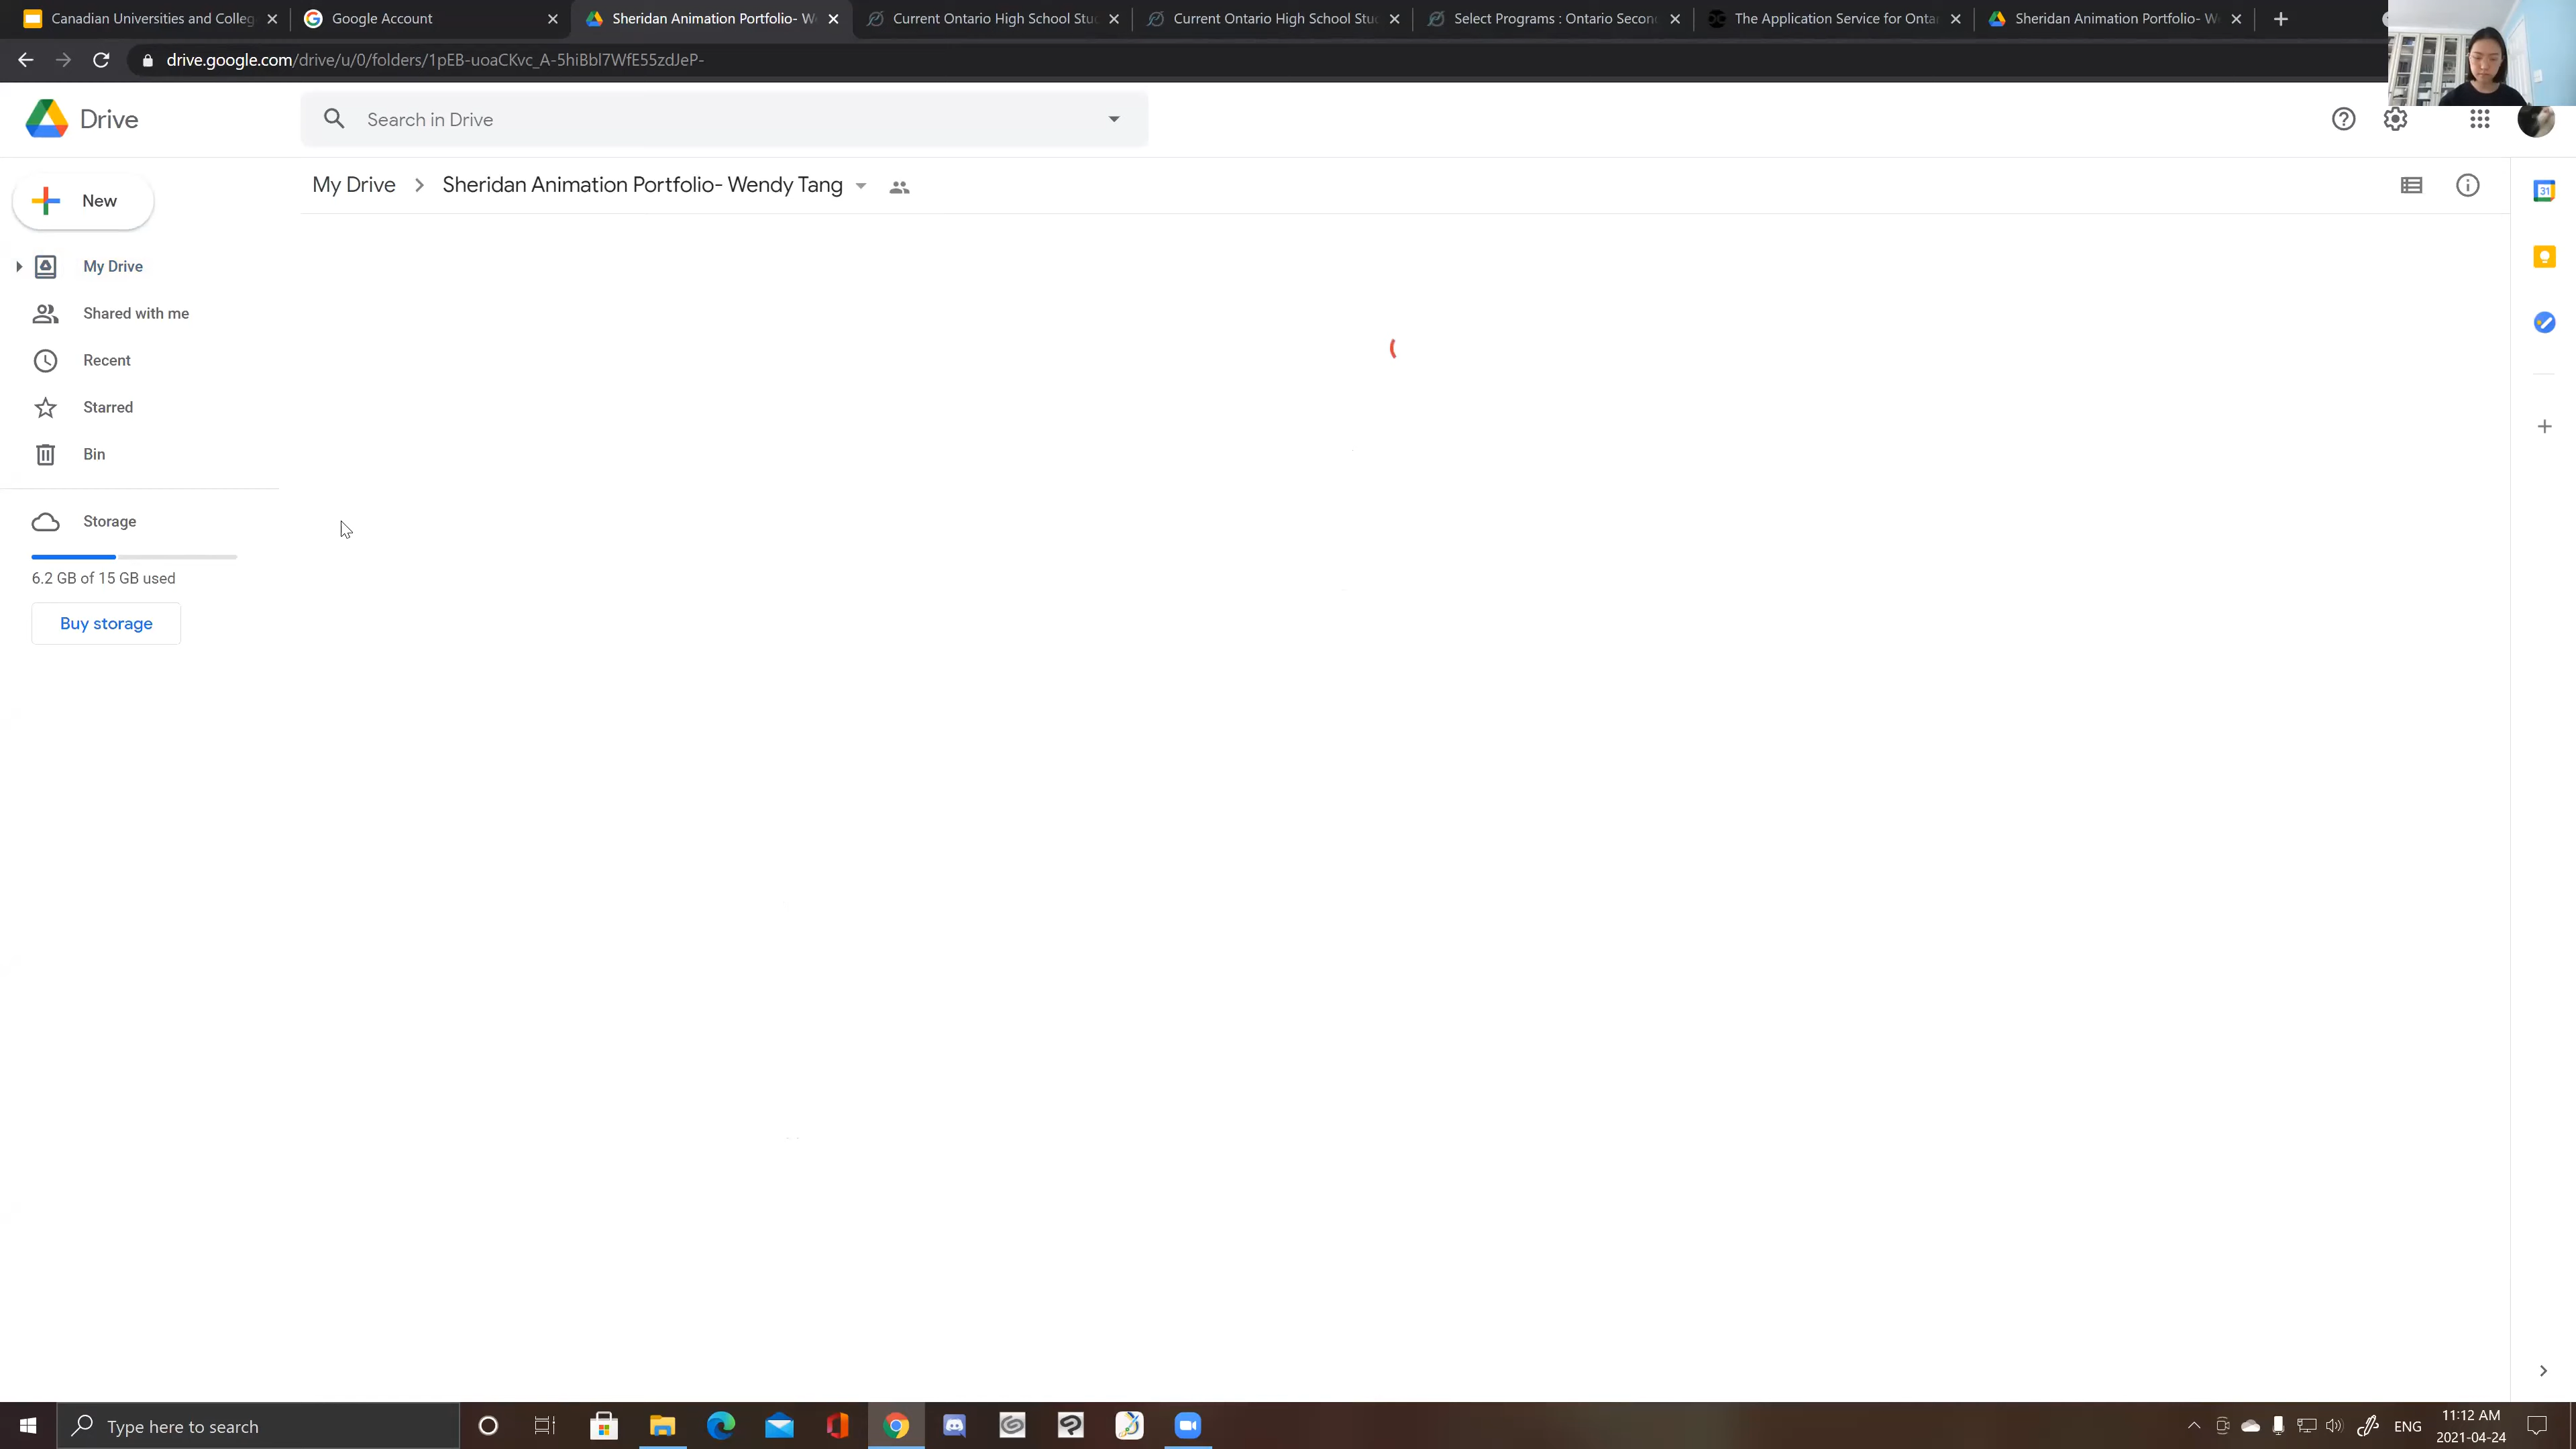 Canadian Universities and Colleg
Google Account
Sheridan Animation Portfolio- W
Current Ontario High School Stu
Current Ontario High School Stu
Select Programs : Ontario Secon
The Application Service for Onta
Sheridan Animation Portfolio- W
drive.google.com/drive/u/0/folders/1pEB-uoaCKvc_A-5hiBbl7WfE55zdJeP-
Drive
Search in Drive
My Drive > Sheridan Animation Portfolio- Wendy Tang
New
My Drive
Shared with me
Recent
Starred
Bin
Storage
6.2 GB of 15 GB used
Buy storage
31
Type here to search
ENG
11:12 AM
2021-04-24